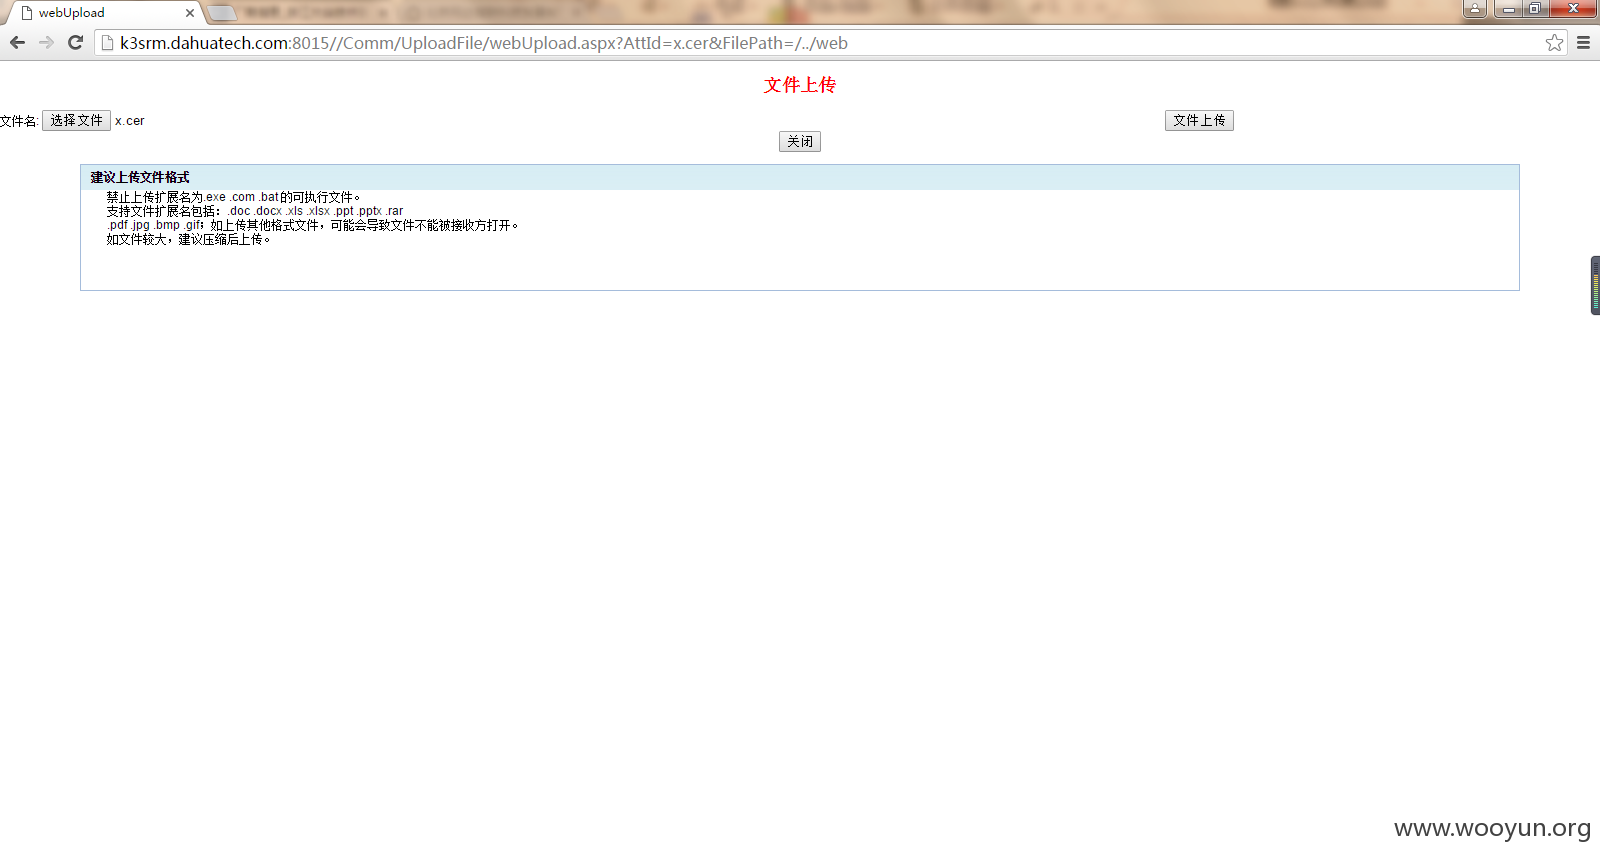 webUpload
k3srm.dahuatech.com:8015//Comm/UploadFile/webUpload.aspx?AttId=x.cer&FilePath=/../web
文件上传
文件名: 选择文件 x.cer 文件上传
关闭
建议上传文件格式
禁止上传扩展名为.exe .com .bat的可执行文件。
支持文件扩展名包括：.doc .docx .xls .xlsx .ppt .pptx .rar
.pdf .jpg .bmp .gif；如上传其他格式文件，可能会导致文件不能被接收方打开。
如文件较大，建议压缩后上传。
www.wooyun.org